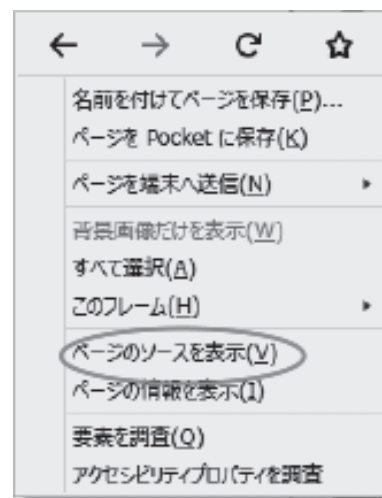 名前を付けてページを保存(P)...
ページを Pocket に保存(K)
ページを端末へ送信(N)
背景画像だけを表示(W)
すべて選択(A)
このフレーム(H)
ページのソースを表示(V)
ページの情報を表示(I)
要素を調査(Q)
アクセシビリティプロパティを調査